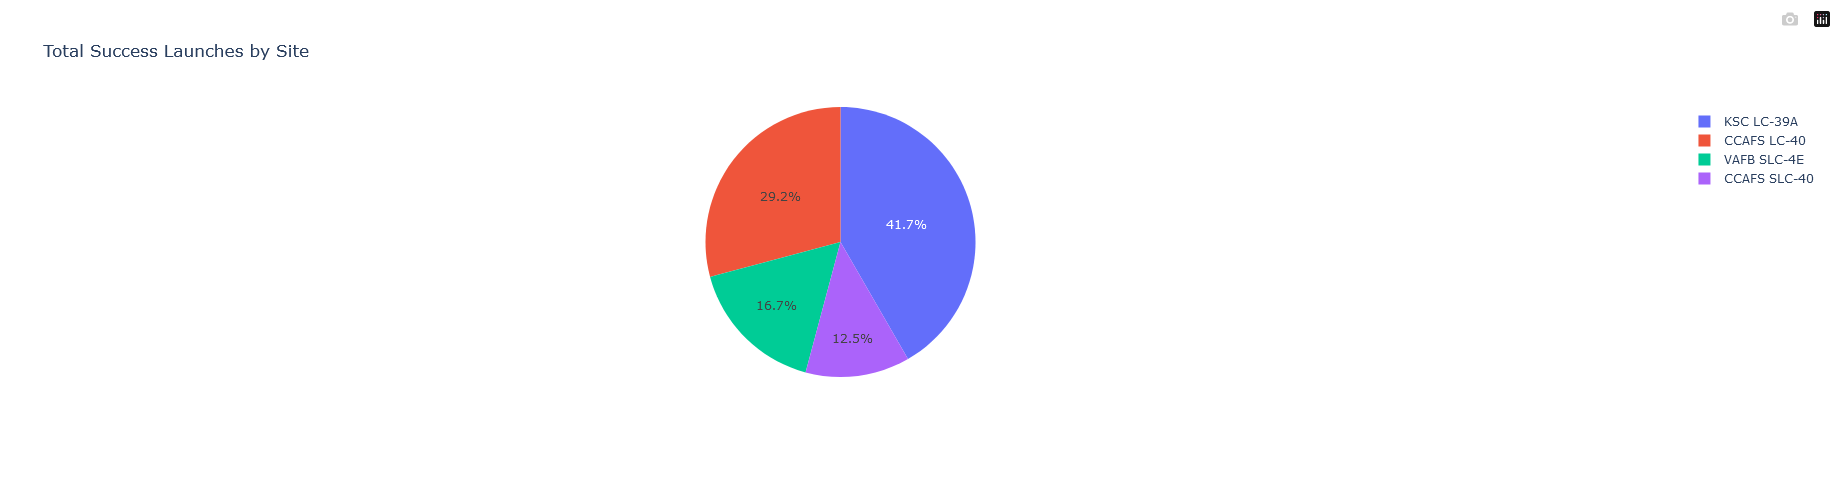 Total Success Launches by Site
KSC LC-39A
CCAFS LC-40
VAFB SLC-4E
CCAFS SLC-40
29.2%
41.7%
16.7%
12.5%